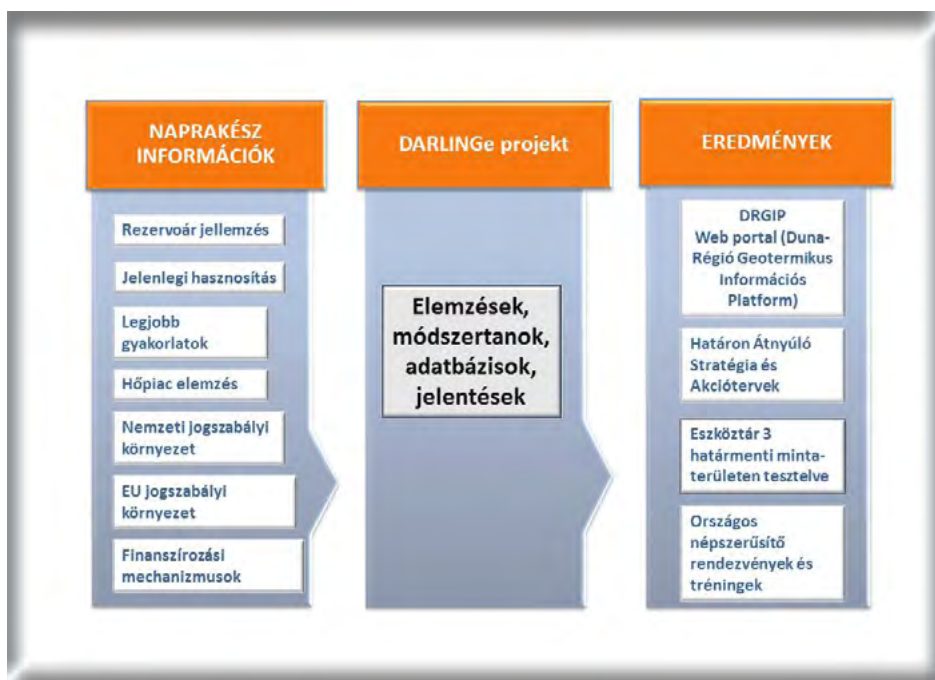 NAPRAKÉSZ
INFORMÁCIÓK
Rezervoár jellemzés
Jelenlegi hasznosítás
Legjobb
gyakorlatok
Hőpiac elemzés
Nemzeti jogszabályi
környezet
EU jogszabályi
környezet
Finanszírozási
mechanizmusok
DARLINGe projekt
Elemzések,
módszertanok,
adatbázisok,
jelentések
EREDMÉNYEK
DRGIP
Web portal (Duna-
Régió Geotermikus
Információs
Platform)
Határon Átnyúló
Stratégia és
Akciótervek
Eszköztár 3
határmenti minta-
területen tesztelve
Országos
népszerűsítő
rendezvények és
tréningek